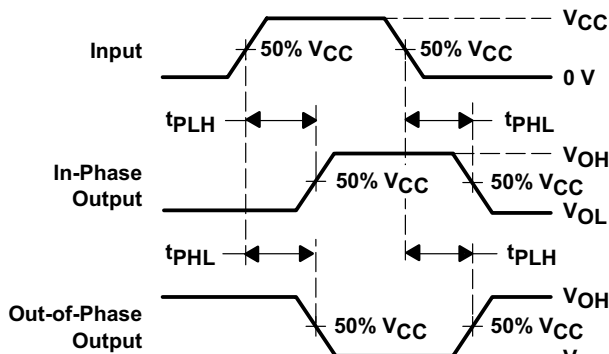 VCC
Input
50% VCC
50% VCC
0 V
tPLH
tPHL
VOH
In-Phase
Output
50% VCC
50% VCC
VOL
tPHL
tPLH
VOH
Out-of-Phase
Output
50% VCC
50% VCC